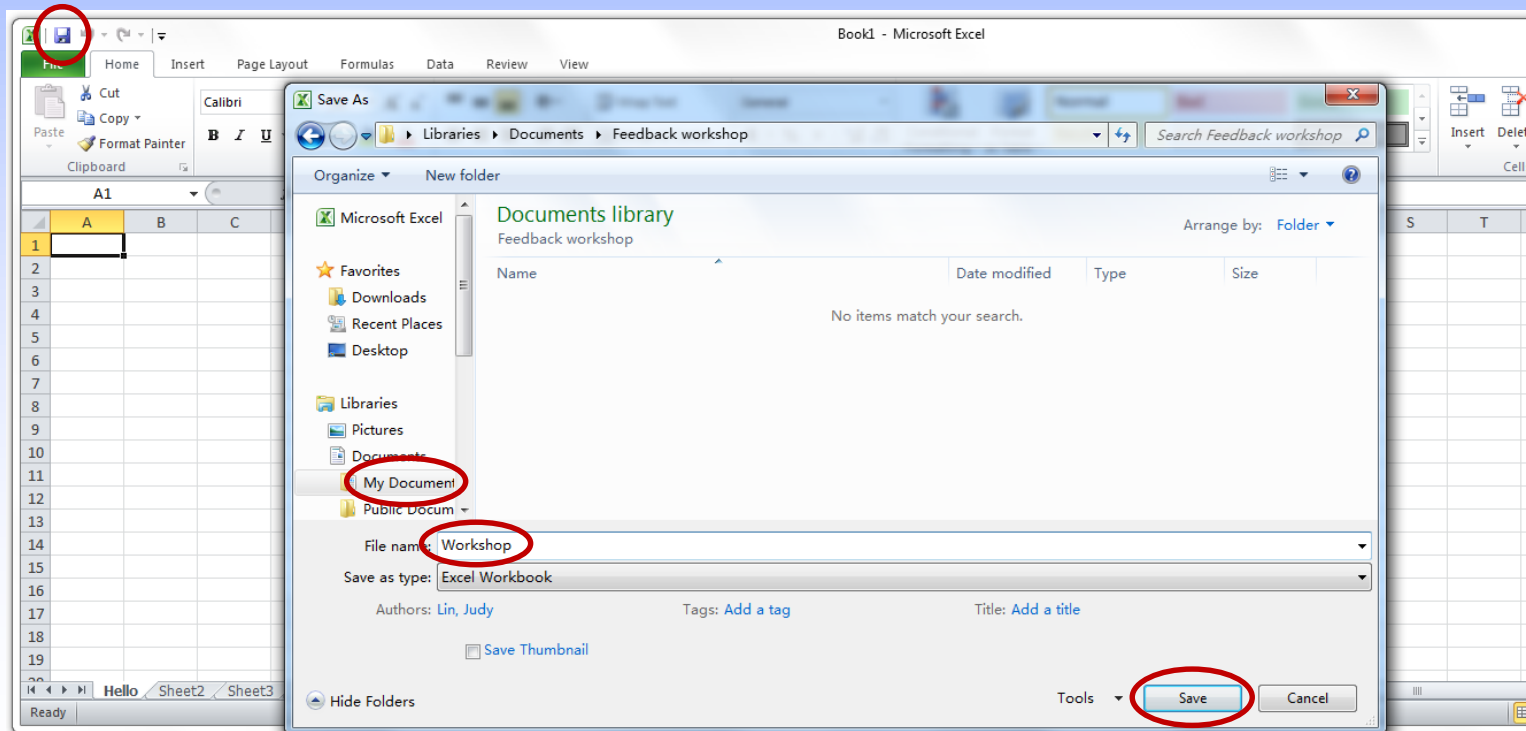 Book1 - Microsoft Excel
File Home Insert Page Layout Formulas Data Review View
Cut
Copy
Paste
Format Painter
Clipboard
Calibri
B I U
Insert Delet
Cell
A1
A B C S T
1
2
3
4
5
6
7
8
9
10
11
12
13
14
15
16
17
18
19
20
Save As
Libraries Documents Feedback workshop
Search Feedback workshop
Organize New folder
Microsoft Excel
Favorites
Downloads
Recent Places
Desktop
Libraries
Pictures
Documents
My Document
Public Docum
Documents library
Feedback workshop
Arrange by: Folder
Name Date modified Type Size
No items match your search.
File name: Workshop
Save as type: Excel Workbook
Authors: Lin, Judy Tags: Add a tag Title: Add a title
Save Thumbnail
Hide Folders
Tools Save Cancel
Hello Sheet2 Sheet3
Ready